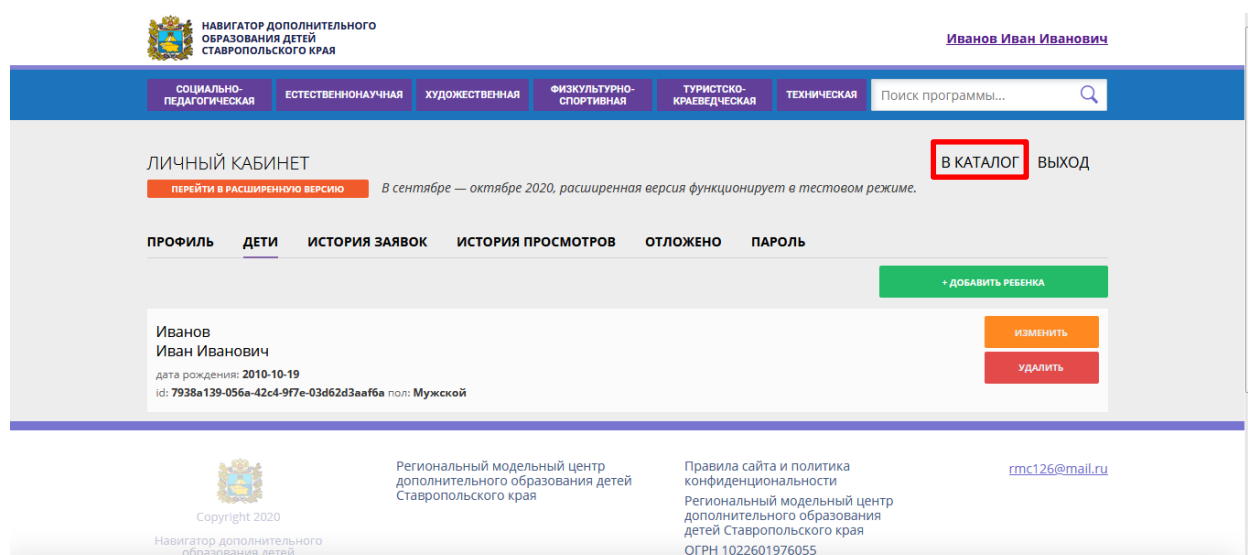 НАВИГАТОР ДОПОЛНИТЕЛЬНОГО
ОБРАЗОВАНИЯ ДЕТЕЙ
СТАВРОПОЛЬСКОГО КРАЯ
Иванов Иван Иванович
СОЦИАЛЬНО-
ПЕДАГОГИЧЕСКАЯ
ЕСТЕСТВЕННОНАУЧНАЯ
ХУДОЖЕСТВЕННАЯ
ФИЗКУЛЬТУРНО-
СПОРТИВНАЯ
ТУРИСТСКО-
КРАЕВЕДЧЕСКАЯ
ТЕХНИЧЕСКАЯ
Поиск программы...
ЛИЧНЫЙ КАБИНЕТ
В КАТАЛОГ ВЫХОД
ПЕРЕЙТИ В РАСШИРЕННУЮ ВЕРСИЮ
В сентябре — октябре 2020, расширенная версия функционирует в тестовом режиме.
ПРОФИЛЬ ДЕТИ ИСТОРИЯ ЗАЯВОК ИСТОРИЯ ПРОСМОТРОВ ОТЛОЖЕНО ПАРОЛЬ
+ ДОБАВИТЬ РЕБЕНКА
Иванов
Иван Иванович
дата рождения: 2010-10-19
id: 7938a139-056a-42c4-9f7e-03d62d3aaf6a пол: Мужской
ИЗМЕНИТЬ
УДАЛИТЬ
Copyright 2020
Навигатор дополнительного
образования детей
Региональный модельный центр
дополнительного образования детей
Ставропольского края
Правила сайта и политика
конфиденциональности
Региональный модельный центр
дополнительного образования
детей Ставропольского края
ОГРН 1022601976055
rmc126@mail.ru